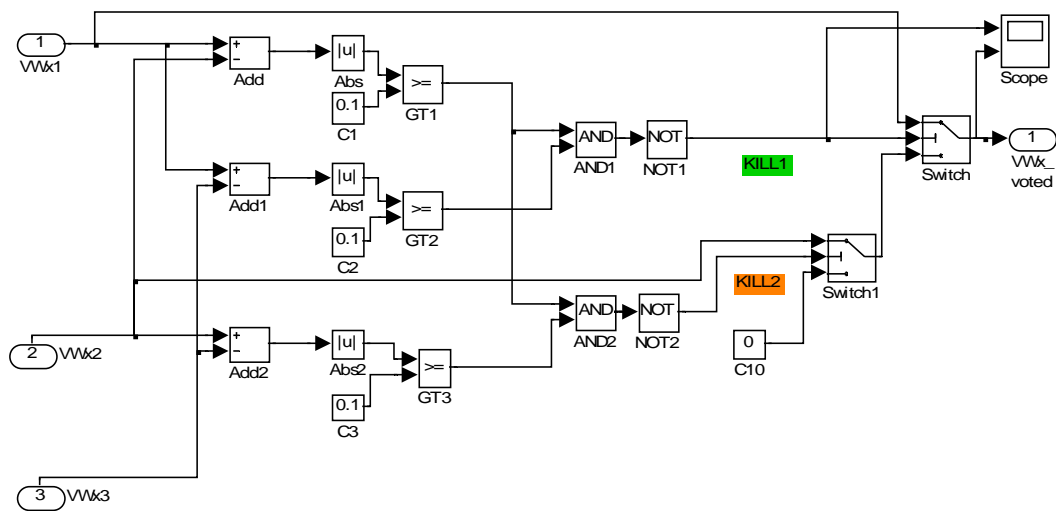 1
VWx1
+
−
Add
|u|
Abs
0.1
C1
>=
GT1
AND
AND1
NOT
NOT1
KILL1
Scope
Switch
1
VWx_
voted
+
−
Add1
|u|
Abs1
0.1
C2
>=
GT2
KILL2
Switch1
2
VWx2
+
−
Add2
|u|
Abs2
0.1
C3
>=
GT3
AND
AND2
NOT
NOT2
0
C10
3
VWx3